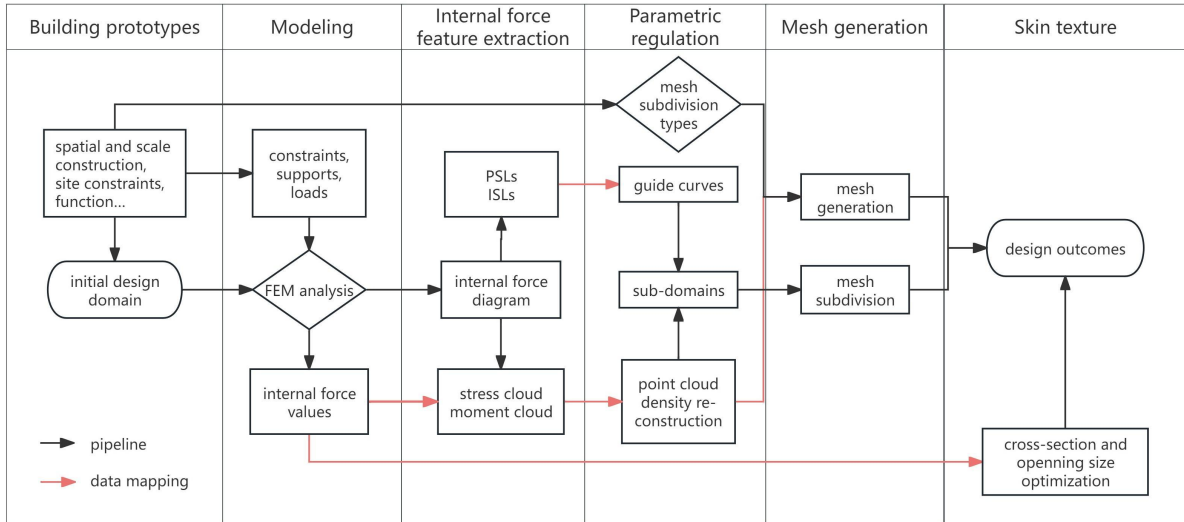 Building prototypes
Modeling
Internal force
feature extraction
Parametric
regulation
Mesh generation
Skin texture
mesh
subdivision
types
spatial and scale
construction,
site constraints,
function...
constraints,
supports,
loads
PSLs
ISLs
guide curves
mesh
generation
design outcomes
initial design
domain
FEM analysis
internal force
diagram
sub-domains
mesh
subdivision
internal force
values
stress cloud
moment cloud
point cloud
density re-
construction
cross-section and
openning size
optimization
pipeline
data mapping